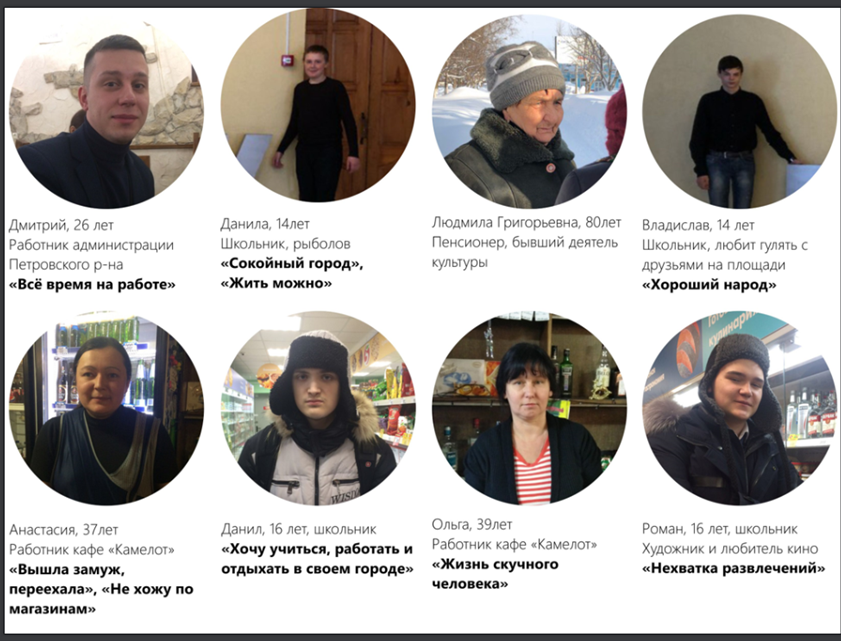 Дмитрий, 26 лет
Работник администрации
Петровского р-на
«Всё время на работе»
Данила, 14лет
Школьник, рыболов
«Сокойный город»,
«Жить можно»
Людмила Григорьевна, 80лет
Пенсионер, бывший деятель
культуры
Владислав, 14 лет
Школьник, любит гулять с
друзьями на площади
«Хороший народ»
Анастасия, 37лет
Работник кафе «Камелот»
«Вышла замуж,
переехала», «Не хожу по
магазинам»
Данил, 16 лет, школьник
«Хочу учиться, работать и
отдыхать в своем городе»
Ольга, 39лет
Работник кафе «Камелот»
«Жизнь скучного
человека»
Роман, 16 лет, школьник
Художник и любитель кино
«Нехватка развлечений»